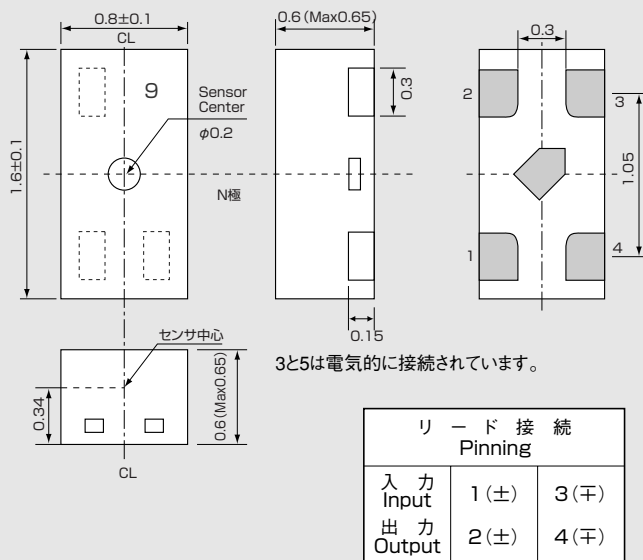 0.8±0.1
CL
9
Sensor
Center
φ0.2
1.6±0.1
N極
0.6(Max0.65)
0.3
0.15
0.3
2
3
1.05
1
4
センサ中心
0.34
0.6(Max0.65)
CL
3と5は電気的に接続されています。
リード接続
Pinning
入力
Input
1(±)
3(∓)
出力
Output
2(±)
4(∓)